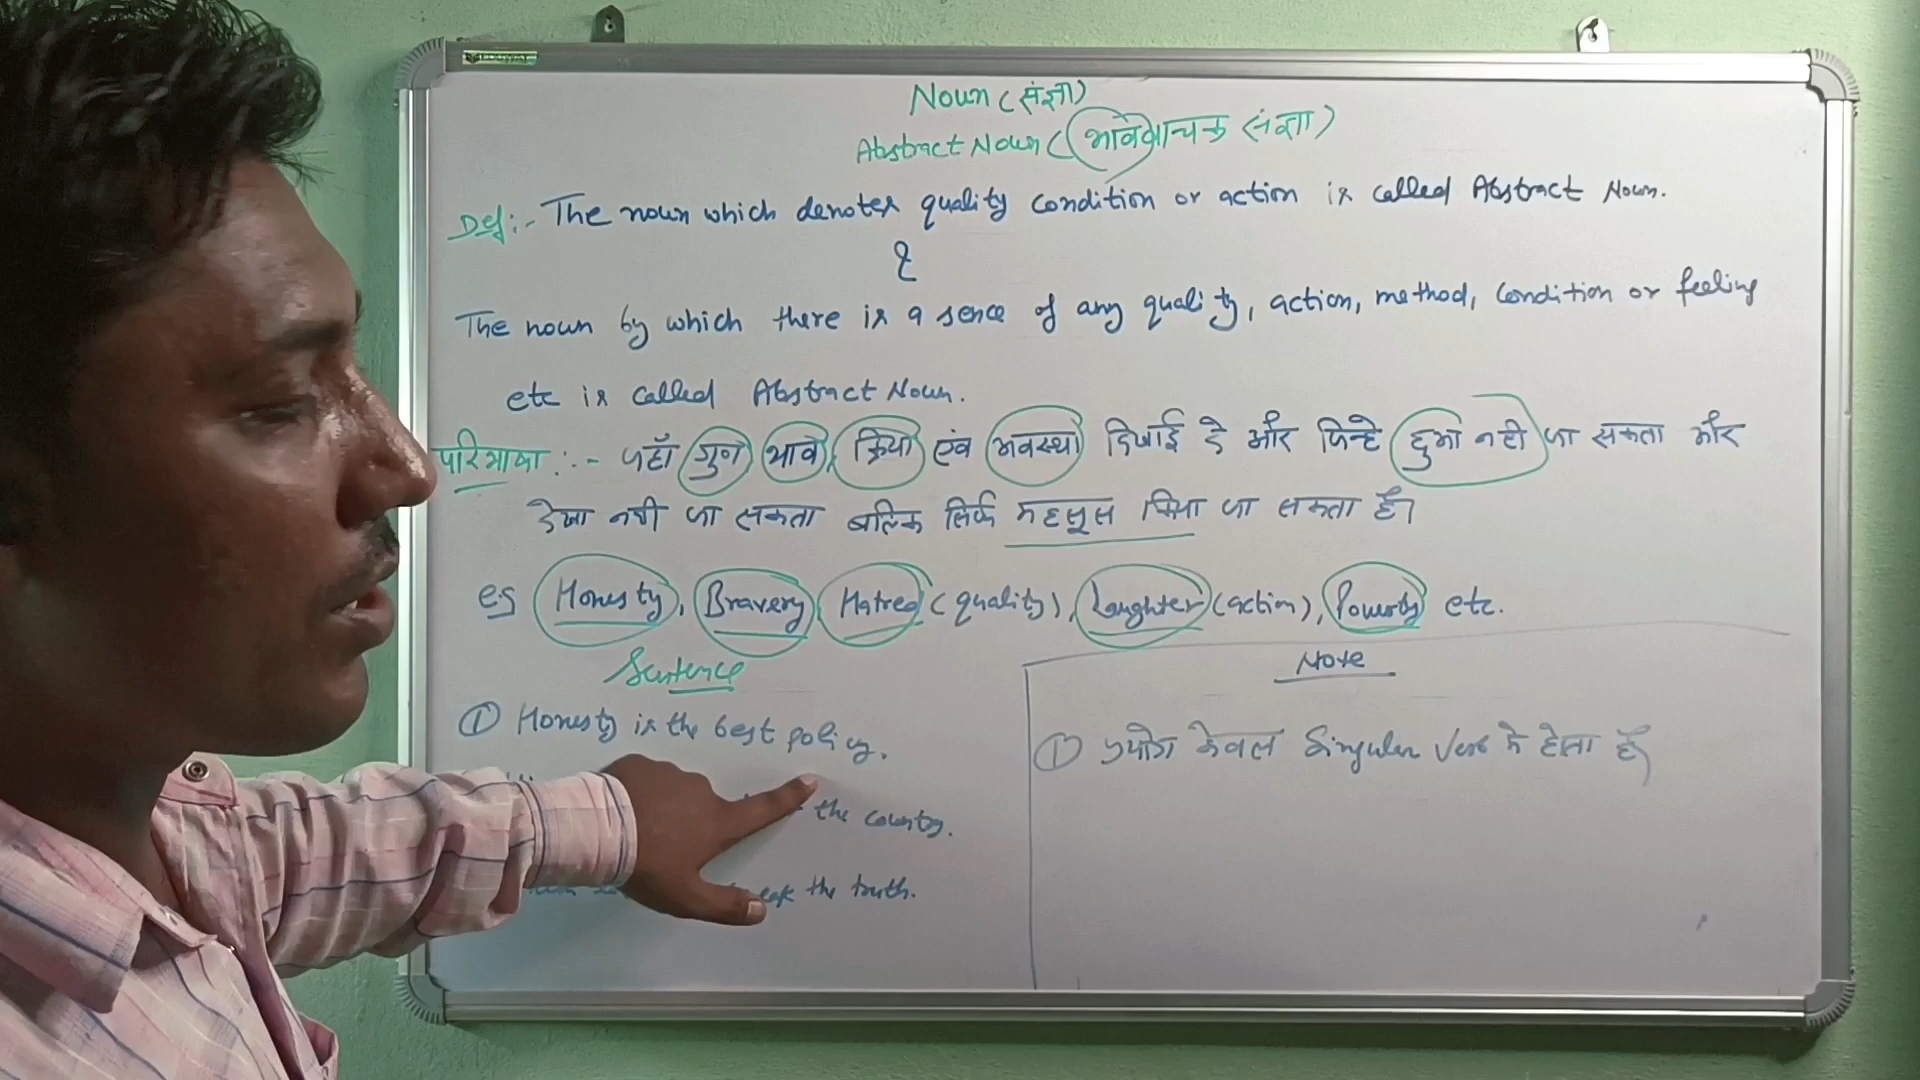 Noun (संज्ञा)
Abstract Noun (भाववाचक संज्ञा)
Def:- The noun which denotes quality condition or action is called Abstract Noun.
The noun by which there is a sence of any quality, action, method, condition or feeling
etc is called Abstract Noun.
परिभाषा :- जहाँ गुण भाव, क्रिया एंव अवस्था दिखाई दे और जिन्हे छुआ नही जा सकता और
देखा नही जा सकता बल्कि सिर्फ महसूस किया जा सकता है।
eg Honesty, Bravery, Hatred (quality), Laughter (action), Poverty etc.
Sentence
① Honesty is the best policy.
the country.
the truth.
Note
① प्रयोग केवल Singular Verb मे होता है